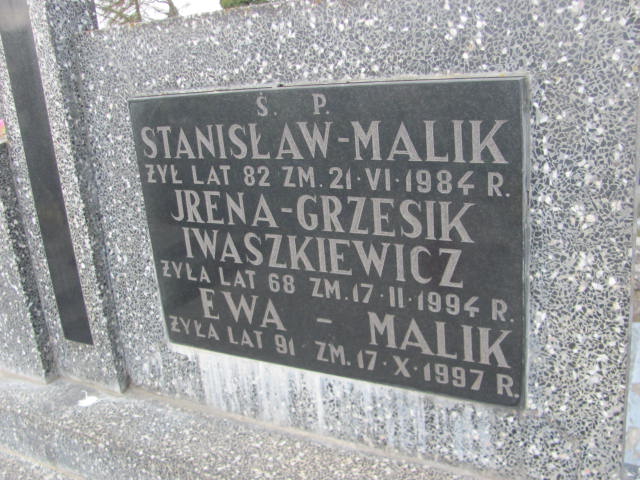 Ś. P.
STANISŁAW-MALIK
ŻYŁ LAT 82 ZM. 21·VI·1984 R.
JRENA-GRZESIK
IWASZKIEWICZ
ŻYŁA LAT 68 ZM. 17·II·1994 R.
EWA - MALIK
ŻYŁA LAT 91 ZM. 17·X·1997 R.